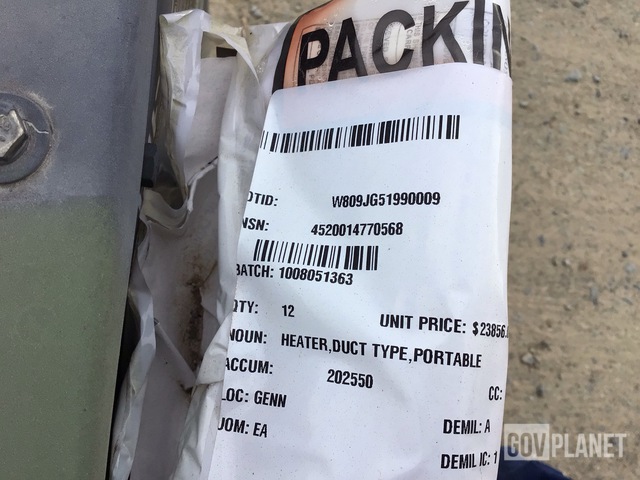 PACKIN
DTID: W809JG51990009
NSN: 4520014770568
BATCH: 1008051363
QTY: 12
UNIT PRICE: $23856.
NOUN: HEATER,DUCT TYPE,PORTABLE
ACCUM: 202550
CC:
LOC: GENN
DEMIL: A
UOM: EA
DEMIL IC: 1
GOVPLANET